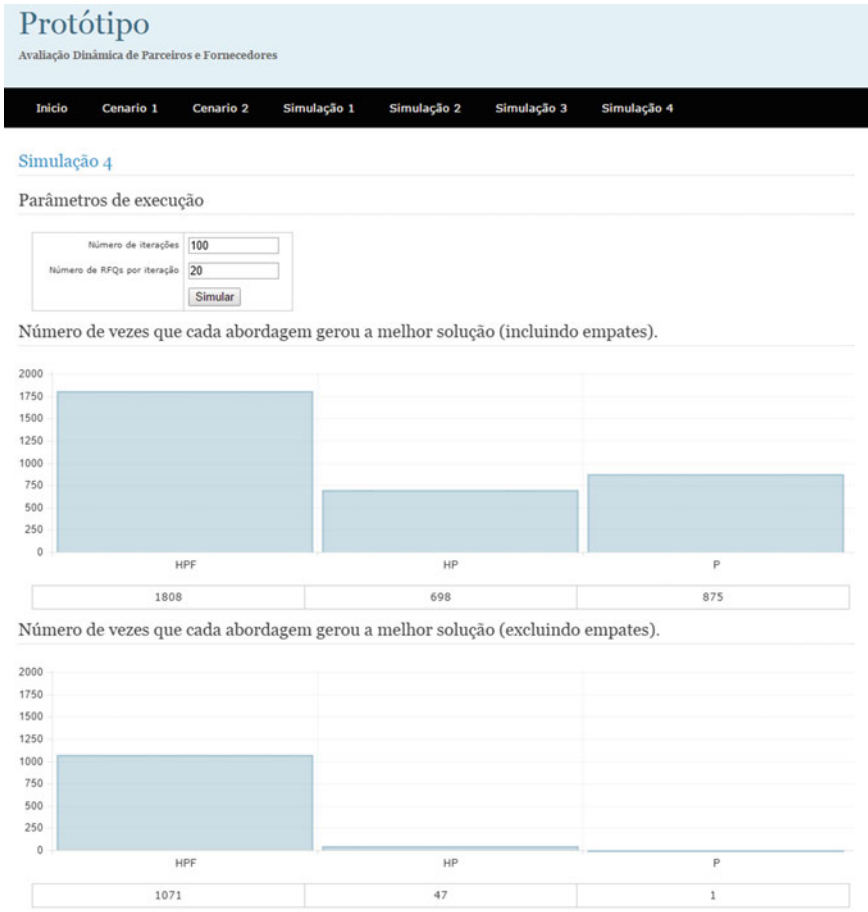 Protótipo
Avaliação Dinâmica de Parceiros e Fornecedores
Inicio Cenario 1 Cenario 2 Simulação 1 Simulação 2 Simulação 3 Simulação 4
Simulação 4
Parâmetros de execução
Número de iterações 100
Número de RFQs por iteração 20
Simular
Número de vezes que cada abordagem gerou a melhor solução (incluindo empates).
2000
1750
1500
1250
1000
750
500
250
0
HPF HP P
1808 698 875
Número de vezes que cada abordagem gerou a melhor solução (excluindo empates).
2000
1750
1500
1250
1000
750
500
250
0
HPF HP P
1071 47 1